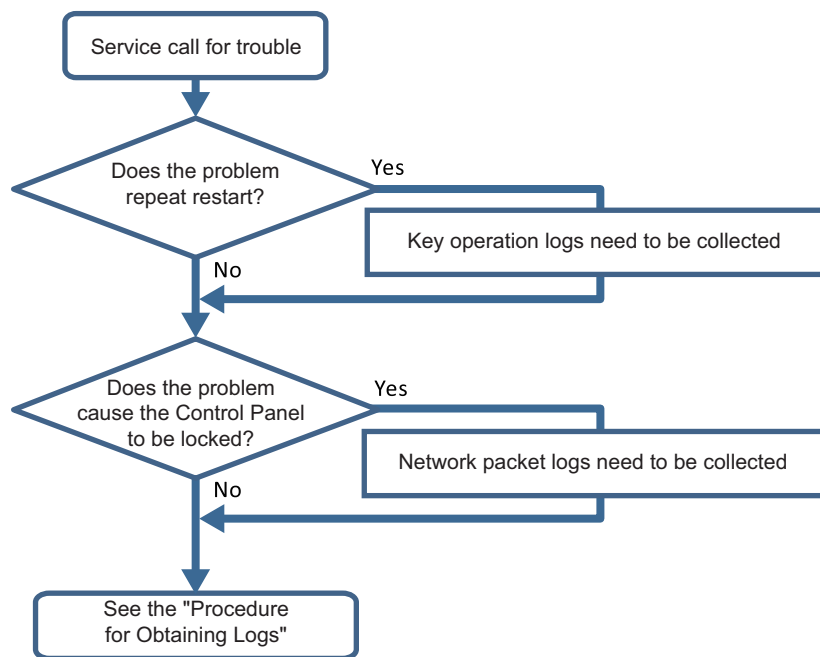 Service call for trouble
Does the problem
repeat restart?
Yes
Key operation logs need to be collected
No
Does the problem
cause the Control Panel
to be locked?
Yes
Network packet logs need to be collected
No
See the "Procedure
for Obtaining Logs"